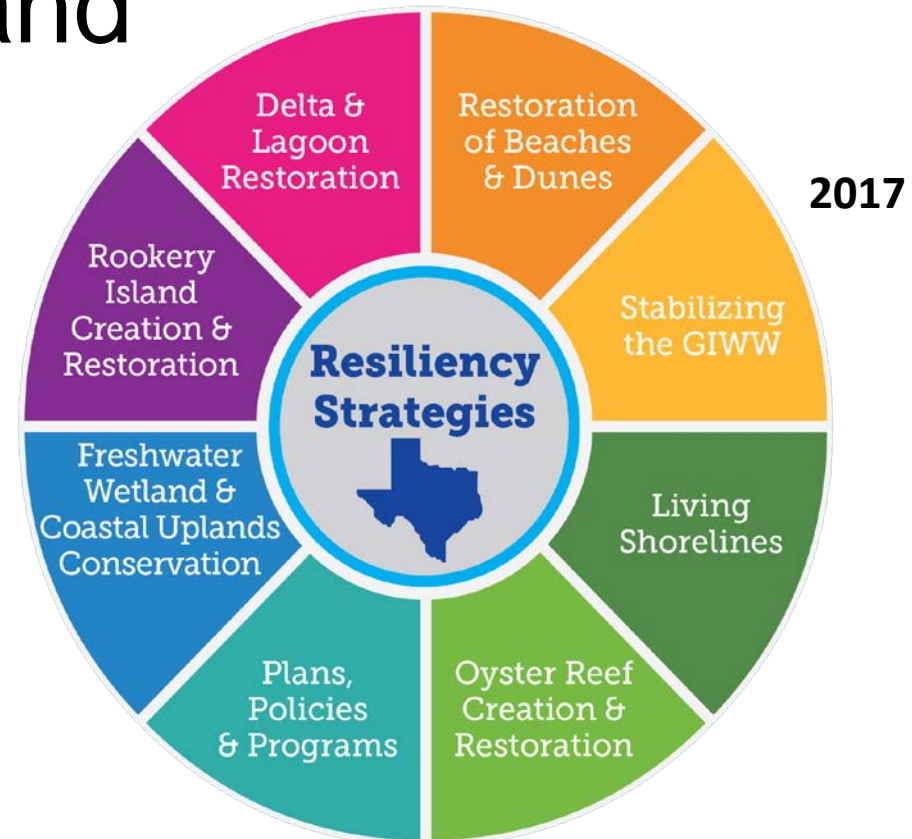 and
Delta &
Lagoon
Restoration
Restoration
of Beaches
& Dunes
2017
Rookery
Island
Creation &
Restoration
Stabilizing
the GIWW
Resiliency
Strategies
Freshwater
Wetland &
Coastal Uplands
Conservation
Living
Shorelines
Plans,
Policies
& Programs
Oyster Reef
Creation &
Restoration